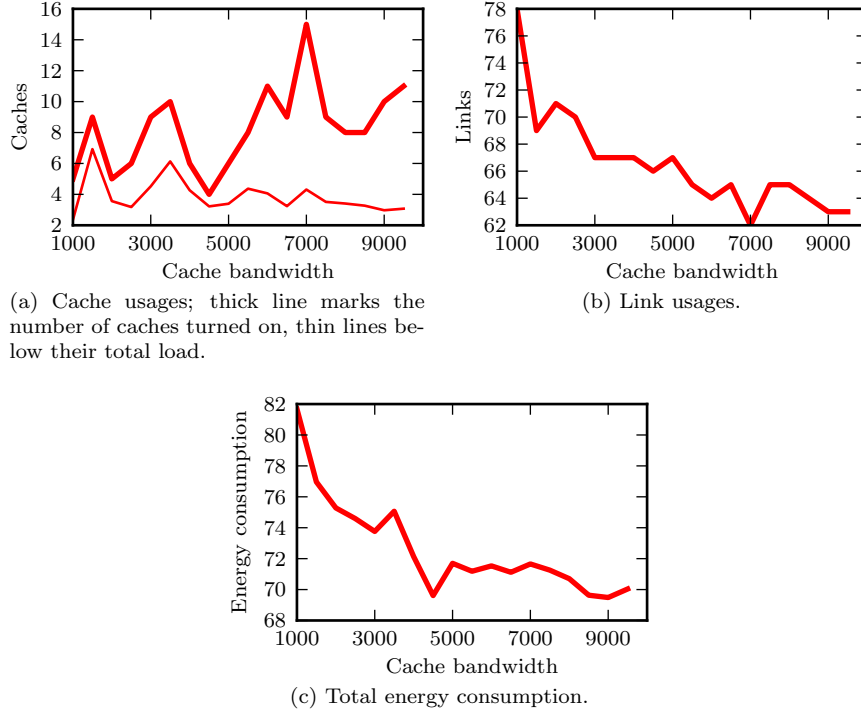 16
14
12
10
8
6
4
2
Caches
1000 3000 5000 7000 9000
Cache bandwidth
(a) Cache usages; thick line marks the
number of caches turned on, thin lines be-
low their total load.
78
76
74
72
70
68
66
64
62
Links
1000 3000 5000 7000 9000
Cache bandwidth
(b) Link usages.
82
80
78
76
74
72
70
68
Energy consumption
1000 3000 5000 7000 9000
Cache bandwidth
(c) Total energy consumption.